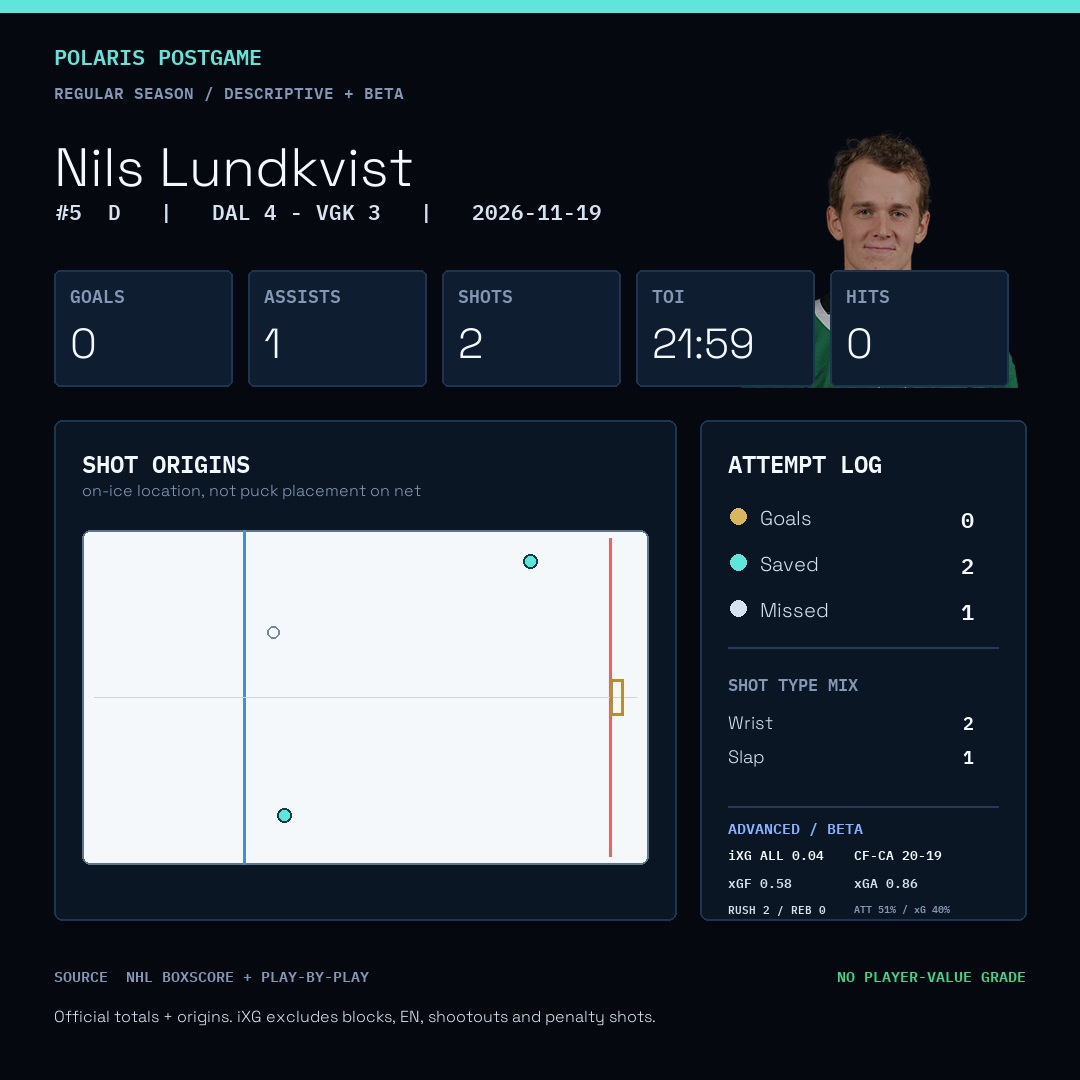 POLARIS POSTGAME
REGULAR SEASON / DESCRIPTIVE + BETA
Nils Lundkvist
#5 D | DAL 4 - VGK 3 | 2026-11-19
GOALS ASSISTS SHOTS TOI HITS
0 1 2 21:59 0
SHOT ORIGINS
on-ice location, not puck placement on net
ATTEMPT LOG
Goals 0
Saved 2
Missed 1
SHOT TYPE MIX
Wrist 2
Slap 1
ADVANCED / BETA
iXG ALL 0.04 CF-CA 20-19
xGF 0.58 xGA 0.86
RUSH 2 / REB 0 ATT 51% / xG 40%
SOURCE NHL BOXSCORE + PLAY-BY-PLAY
NO PLAYER-VALUE GRADE
Official totals + origins. iXG excludes blocks, EN, shootouts and penalty shots.